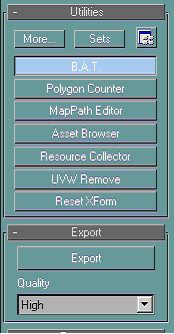 Utilities
More... Sets
B.A.T.
Polygon Counter
MapPath Editor
Asset Browser
Resource Collector
UVW Remove
Reset XForm
Export
Export
Quality
High